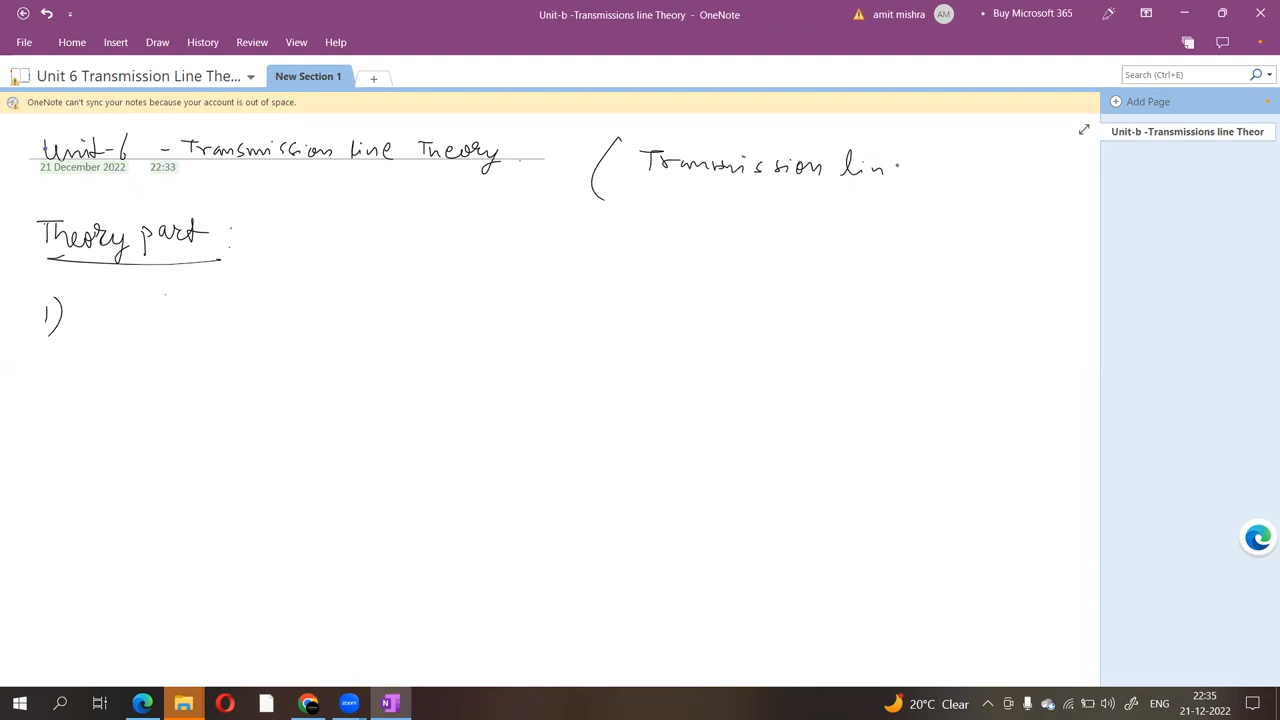 Unit-b -Transmissions line Theory - OneNote
amit mishra AM Buy Microsoft 365
File Home Insert Draw History Review View Help
Unit 6 Transmission Line The... New Section 1 +
Search (Ctrl+E)
OneNote can't sync your notes because your account is out of space.
Add Page
Unit-b -Transmissions line Theor
Unit-6 - Transmission Line Theory
( Transmission lin
21 December 2022 22:33
Theory part :
1)
zoom
20°C Clear
ENG
22:35
21-12-2022